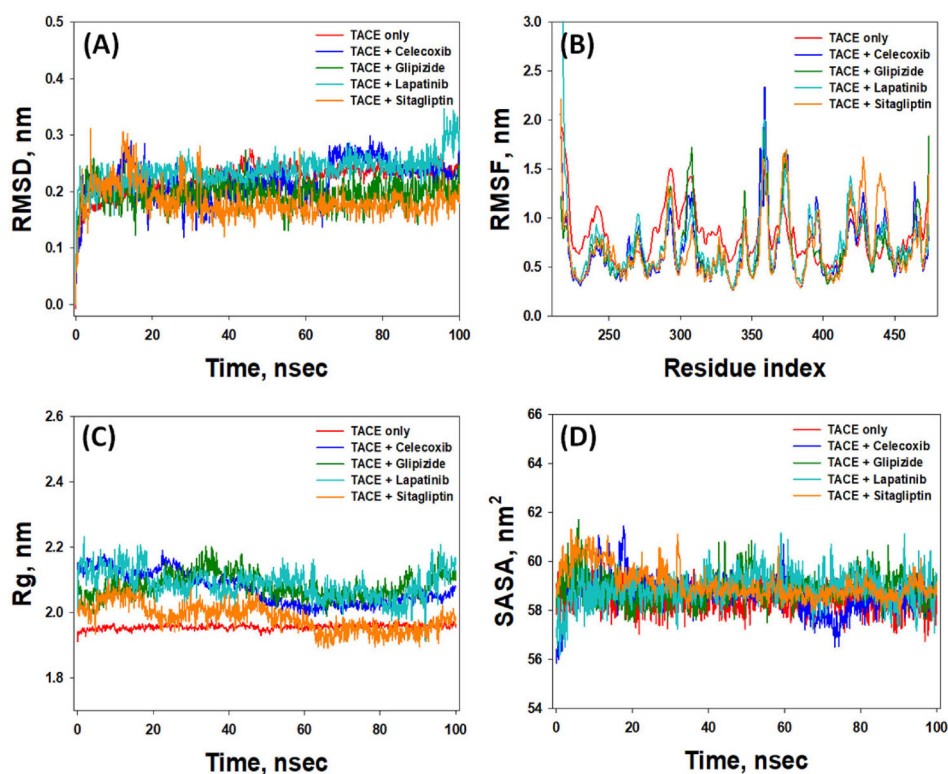 (A)
TACE only
TACE + Celecoxib
TACE + Glipizide
TACE + Lapatinib
TACE + Sitagliptin
RMSD, nm
0.5
0.4
0.3
0.2
0.1
0.0
0 20 40 60 80 100
Time, nsec
(B)
TACE only
TACE + Celecoxib
TACE + Glipizide
TACE + Lapatinib
TACE + Sitagliptin
RMSF, nm
3.0
2.5
2.0
1.5
1.0
0.5
0.0
250 300 350 400 450
Residue index
(C)
TACE only
TACE + Celecoxib
TACE + Glipizide
TACE + Lapatinib
TACE + Sitagliptin
Rg, nm
2.6
2.4
2.2
2.0
1.8
0 20 40 60 80 100
Time, nsec
(D)
TACE only
TACE + Celecoxib
TACE + Glipizide
TACE + Lapatinib
TACE + Sitagliptin
SASA, nm²
66
64
62
60
58
56
54
0 20 40 60 80 100
Time, nsec